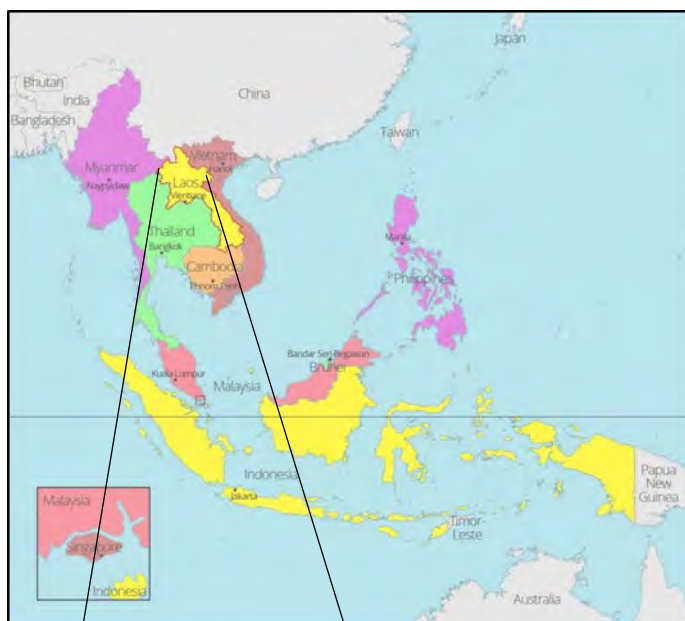 Japan
Bhutan
China
India
Bangladesh
Taiwan
Vietnam
Hanoi
Myanmar
Naypyidaw
Laos
Vientiane
Thailand
Bangkok
Manila
Cambodia
Phnom Penh
Philippines
Bandar Seri Begawan
Brunei
Kuala Lumpur
Malaysia
Indonesia
Jakarta
Papua
New
Guinea
Malaysia
Timor-
Leste
Singapore
Indonesia
Australia